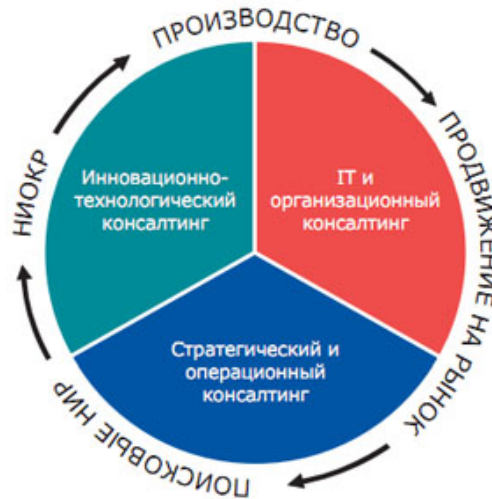 ПРОИЗВОДСТВО
ПРОДВИЖЕНИЕ НА РЫНОК
ПОИСКОВЫЕ НИР
НИОКР
Инновационно-
технологический
консалтинг
IT и
организационный
консалтинг
Стратегический и
операционный
консалтинг